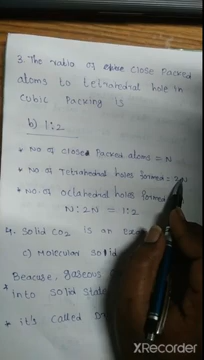 3. The ratio of close packed
atoms to tetrahedral hole in
cubic packing is
b) 1:2
* No of closed packed atoms = N
* No of Tetrahedral holes formed = 2N
* No. of octahedral holes formed
N : 2N = 1:2
4. Solid CO2 is an
c) Molecular solid
Beacuse, gaseous
into solid state
* it's called
XRecorder